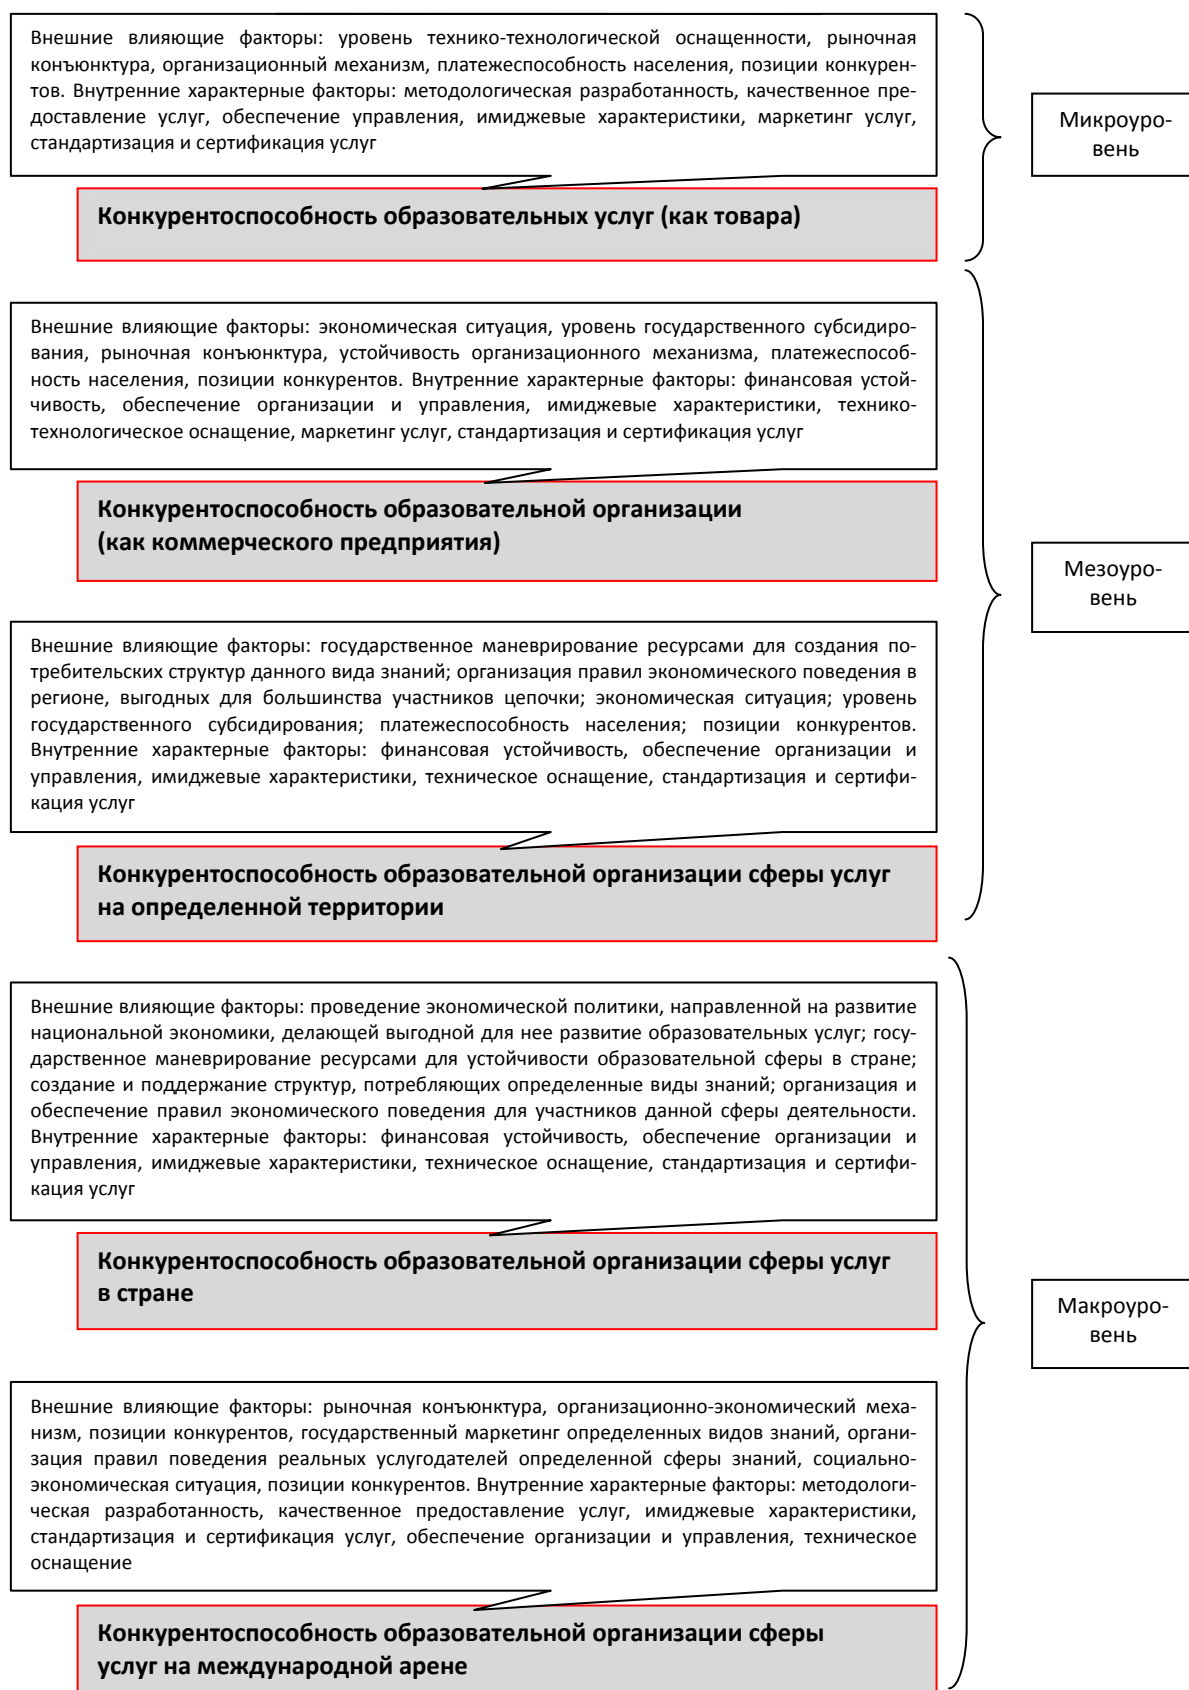 Внешние влияющие факторы: уровень технико-технологической оснащенности, рыночная
конъюнктура, организационный механизм, платежеспособность населения, позиции конкурен-
тов. Внутренние характерные факторы: методологическая разработанность, качественное пре-
доставление услуг, обеспечение управления, имиджевые характеристики, маркетинг услуг,
стандартизация и сертификация услуг
Микроуро-
вень
Конкурентоспособность образовательных услуг (как товара)
Внешние влияющие факторы: экономическая ситуация, уровень государственного субсидиро-
вания, рыночная конъюнктура, устойчивость организационного механизма, платежеспособ-
ность населения, позиции конкурентов. Внутренние характерные факторы: финансовая устой-
чивость, обеспечение организации и управления, имиджевые характеристики, технико-
технологическое оснащение, маркетинг услуг, стандартизация и сертификация услуг
Конкурентоспособность образовательной организации
(как коммерческого предприятия)
Мезоуро-
вень
Внешние влияющие факторы: государственное маневрирование ресурсами для создания по-
требительских структур данного вида знаний; организация правил экономического поведения в
регионе, выгодных для большинства участников цепочки; экономическая ситуация; уровень
государственного субсидирования; платежеспособность населения; позиции конкурентов.
Внутренние характерные факторы: финансовая устойчивость, обеспечение организации и
управления, имиджевые характеристики, техническое оснащение, стандартизация и сертифи-
кация услуг
Конкурентоспособность образовательной организации сферы услуг
на определенной территории
Внешние влияющие факторы: проведение экономической политики, направленной на развитие
национальной экономики, делающей выгодной для нее развитие образовательных услуг; госу-
дарственное маневрирование ресурсами для устойчивости образовательной сферы в стране;
создание и поддержание структур, потребляющих определенные виды знаний; организация и
обеспечение правил экономического поведения для участников данной сферы деятельности.
Внутренние характерные факторы: финансовая устойчивость, обеспечение организации и
управления, имиджевые характеристики, техническое оснащение, стандартизация и сертифи-
кация услуг
Конкурентоспособность образовательной организации сферы услуг
в стране
Макроуро-
вень
Внешние влияющие факторы: рыночная конъюнктура, организационно-экономический меха-
низм, позиции конкурентов, государственный маркетинг определенных видов знаний, органи-
зация правил поведения реальных услугодателей определенной сферы знаний, социально-
экономическая ситуация, позиции конкурентов. Внутренние характерные факторы: методологи-
ческая разработанность, качественное предоставление услуг, имиджевые характеристики,
стандартизация и сертификация услуг, обеспечение организации и управления, техническое
оснащение
Конкурентоспособность образовательной организации сферы
услуг на международной арене